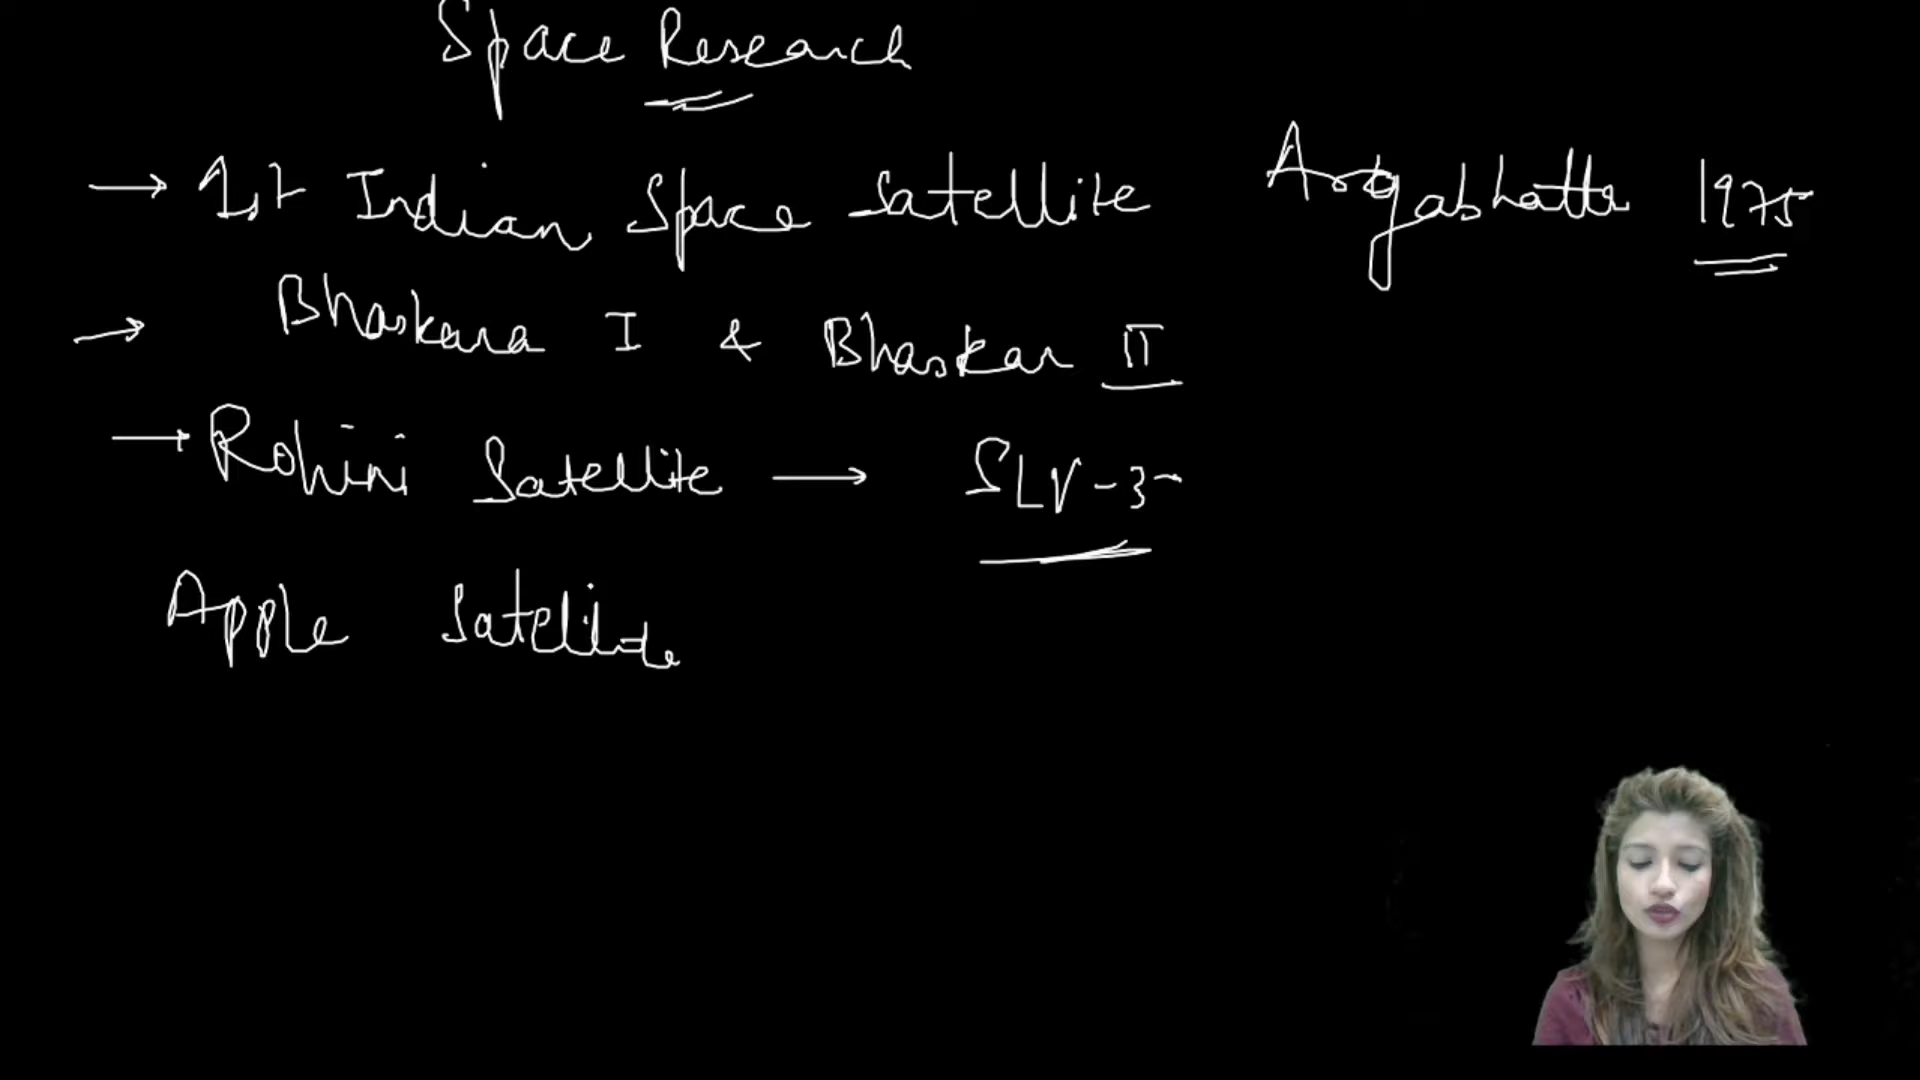 Space Research
→ 1st Indian Space Satellite Aryabhatta 1975
→ Bhaskara I & Bhaskar II
→ Rohini Satellite → SLV-3-
Apple Satellite